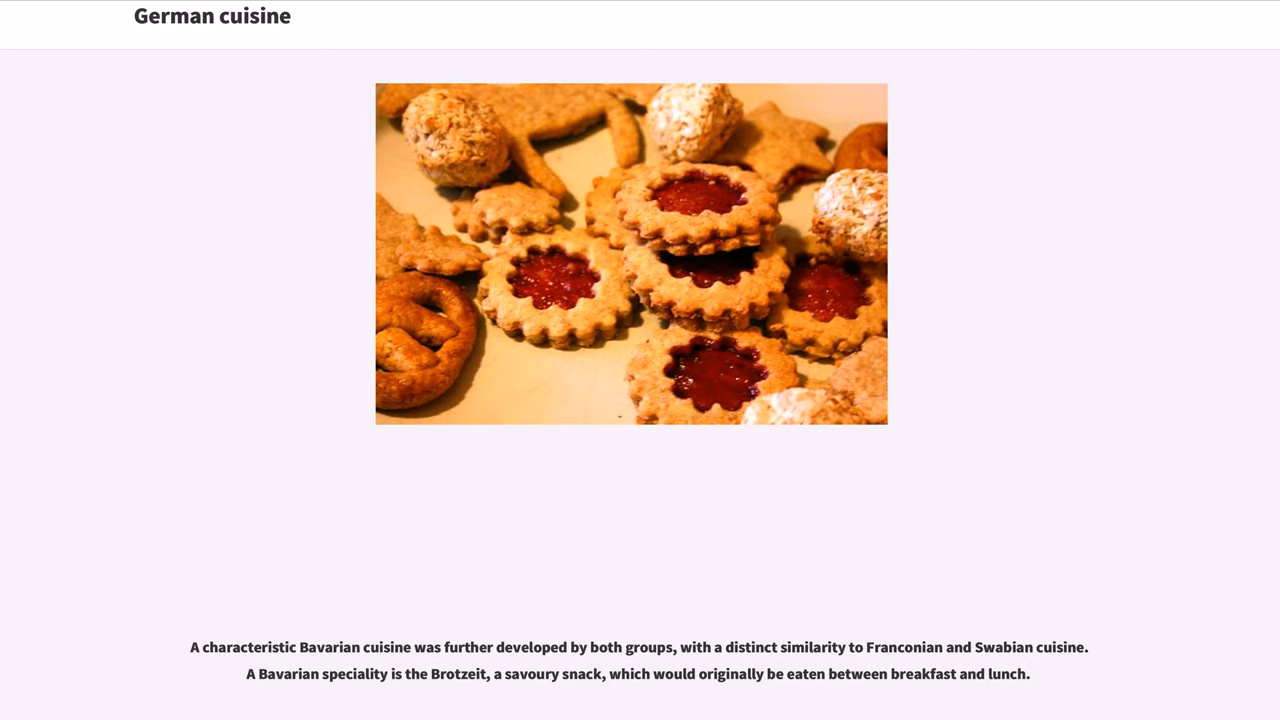 German cuisine
A characteristic Bavarian cuisine was further developed by both groups, with a distinct similarity to Franconian and Swabian cuisine.
A Bavarian speciality is the Brotzeit, a savoury snack, which would originally be eaten between breakfast and lunch.